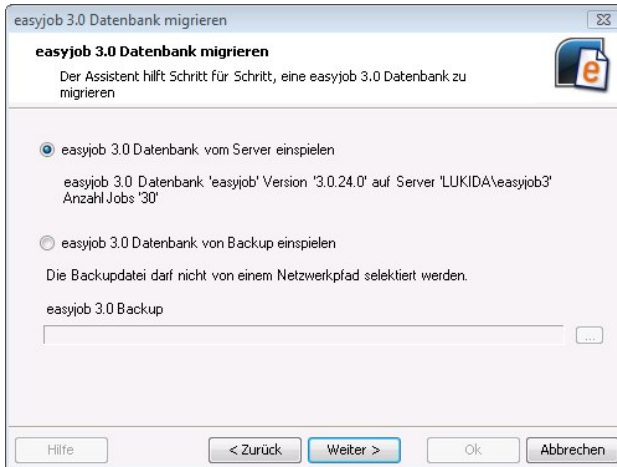 easyjob 3.0 Datenbank migrieren
easyjob 3.0 Datenbank migrieren
Der Assistent hilft Schritt für Schritt, eine easyjob 3.0 Datenbank zu
migrieren
e
easyjob 3.0 Datenbank vom Server einspielen
easyjob 3.0 Datenbank 'easyjob' Version '3.0.24.0' auf Server 'LUKIDA\easyjob3'
Anzahl Jobs '30'
easyjob 3.0 Datenbank von Backup einspielen
Die Backupdatei darf nicht von einem Netzwerkpfad selektiert werden.
easyjob 3.0 Backup
...
Hilfe
< Zurück
Weiter >
Ok
Abbrechen